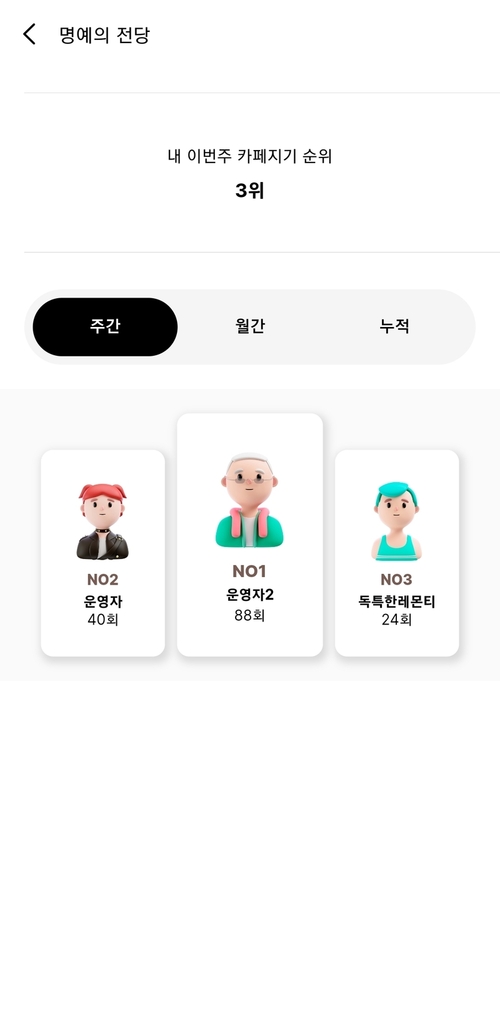 명예의 전당
내 이번주 카페지기 순위
3위
주간
월간
누적
NO2
운영자
40회
NO1
운영자2
88회
NO3
독특한레몬티
24회